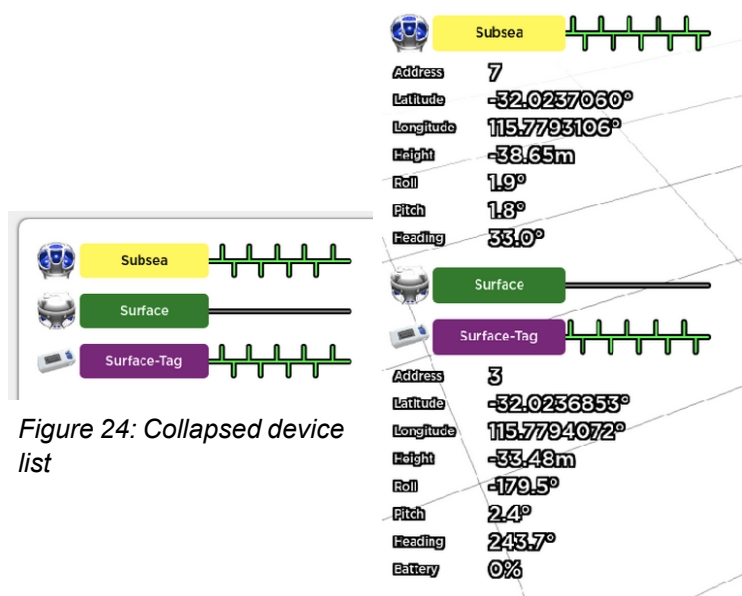 Subsea
Surface
Surface-Tag
Figure 24: Collapsed device
list
Subsea
Address 7
Latitude -32.0237060°
Longitude 115.7793106°
Height -38.65m
Roll 1.9°
Pitch 1.8°
Heading 33.0°
Surface
Surface-Tag
Address 3
Latitude -32.0236853°
Longitude 115.7794072°
Height -33.48m
Roll -179.5°
Pitch 2.4°
Heading 243.7°
Battery 0%